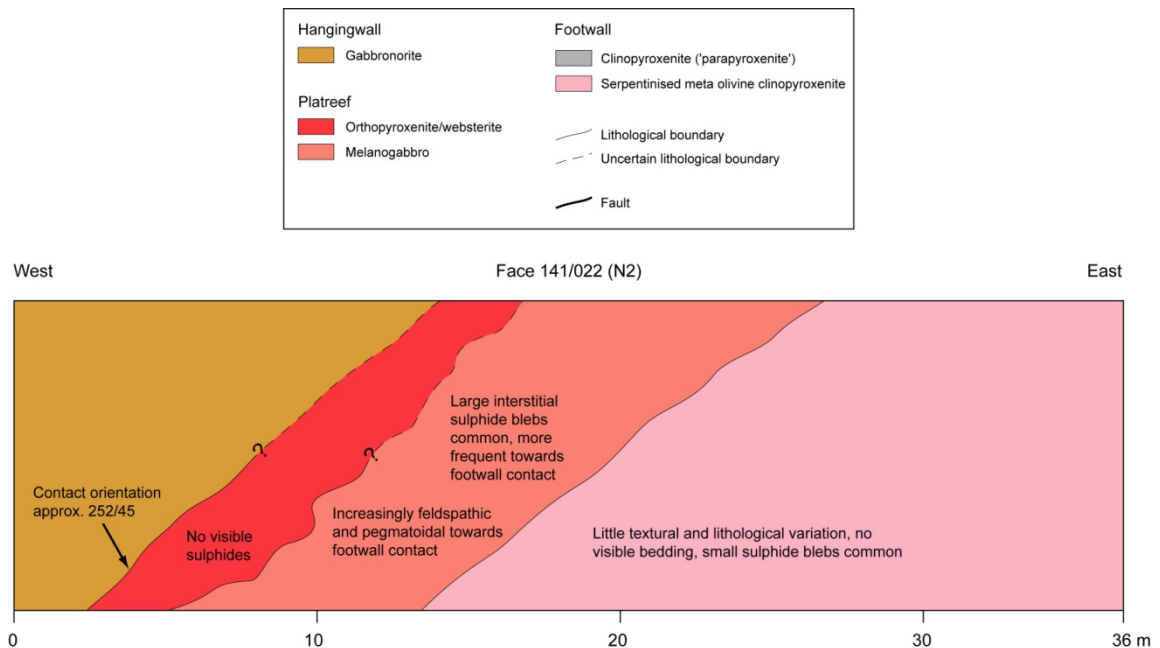 Hangingwall
Gabbronorite
Platreef
Orthopyroxenite/websterite
Melanogabbro
Footwall
Clinopyroxenite ('parapyroxenite')
Serpentinised meta olivine clinopyroxenite
Lithological boundary
Uncertain lithological boundary
Fault
West
Face 141/022 (N2)
East
Contact orientation
approx. 252/45
?
No visible
sulphides
?
Large interstitial
sulphide blebs
common, more
frequent towards
footwall contact
Increasingly feldspathic
and pegmatoidal towards
footwall contact
Little textural and lithological variation, no
visible bedding, small sulphide blebs common
0
10
20
30
36 m